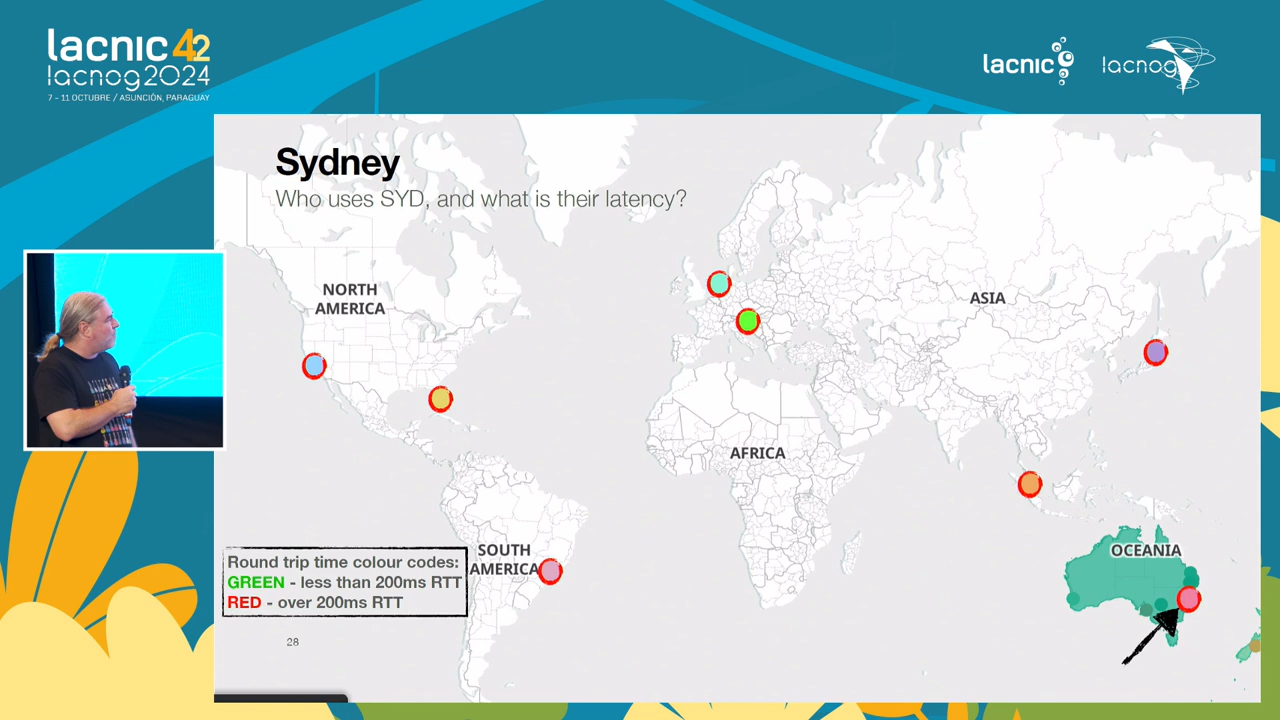 lacnic 42
lacnog2024
7 - 11 OCTUBRE / ASUNCIÓN, PARAGUAY
lacnic
lacnog
Sydney
Who uses SYD, and what is their latency?
NORTH
AMERICA
ASIA
AFRICA
SOUTH
AMERICA
OCEANIA
Round trip time colour codes:
GREEN - less than 200ms RTT
RED - over 200ms RTT
28